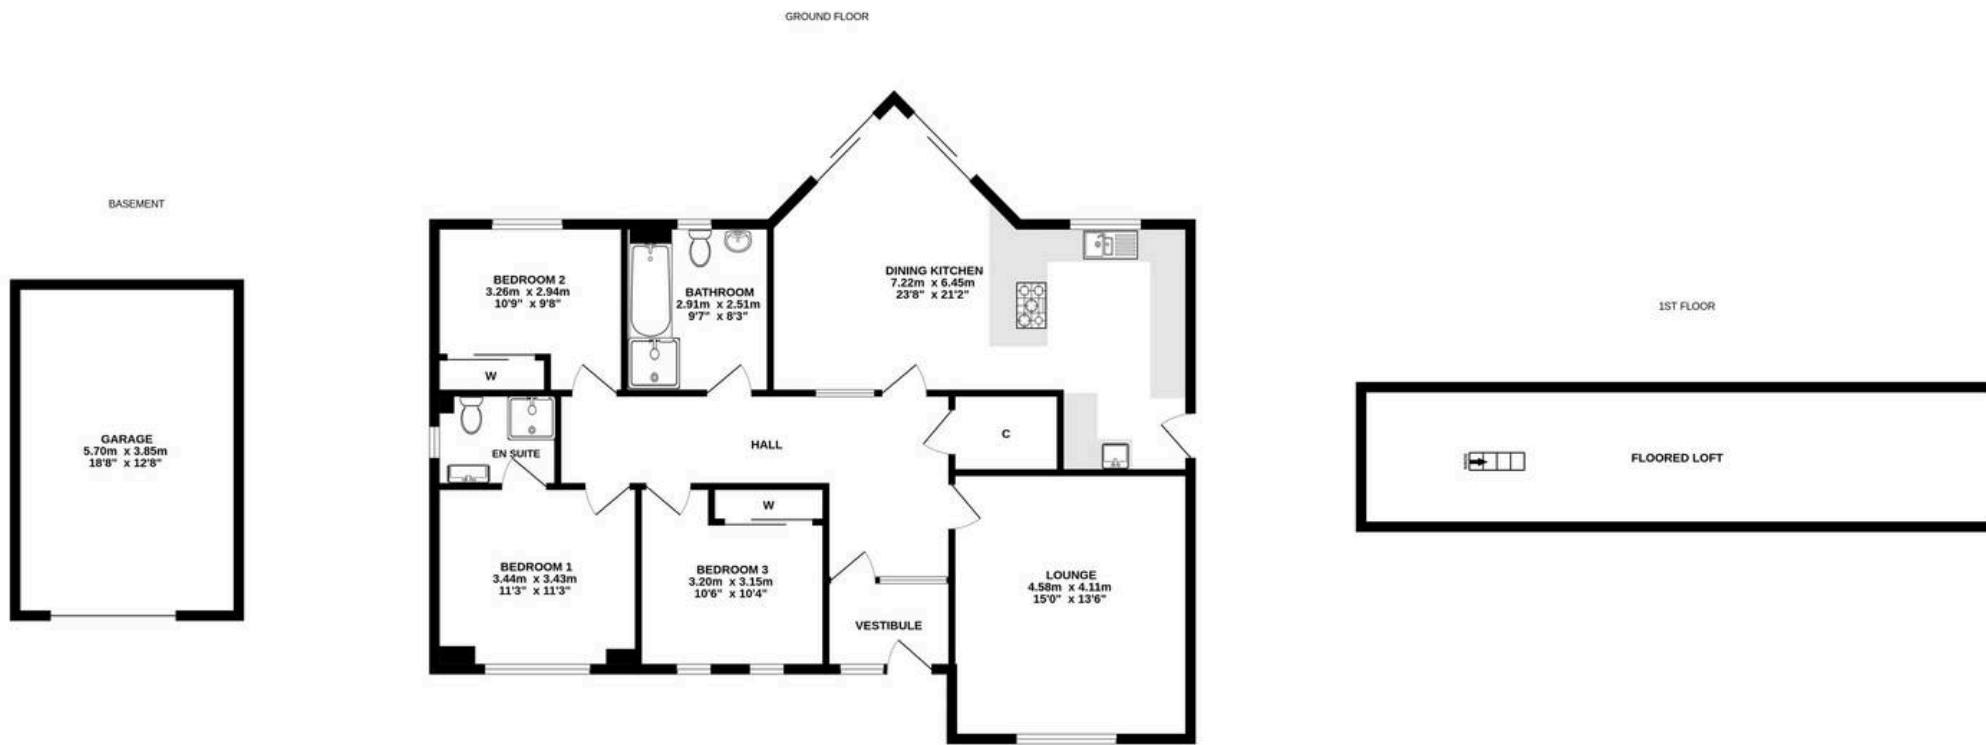 GROUND FLOOR
BASEMENT
1ST FLOOR
GARAGE
5.70m x 3.85m
18'8" x 12'8"
BEDROOM 2
3.26m x 2.94m
10'9" x 9'8"
W
BATHROOM
2.91m x 2.51m
9'7" x 8'3"
DINING KITCHEN
7.22m x 6.45m
23'8" x 21'2"
EN SUITE
HALL
C
BEDROOM 1
3.44m x 3.43m
11'3" x 11'3"
W
BEDROOM 3
3.20m x 3.15m
10'6" x 10'4"
VESTIBULE
LOUNGE
4.58m x 4.11m
15'0" x 13'6"
FLOORED LOFT